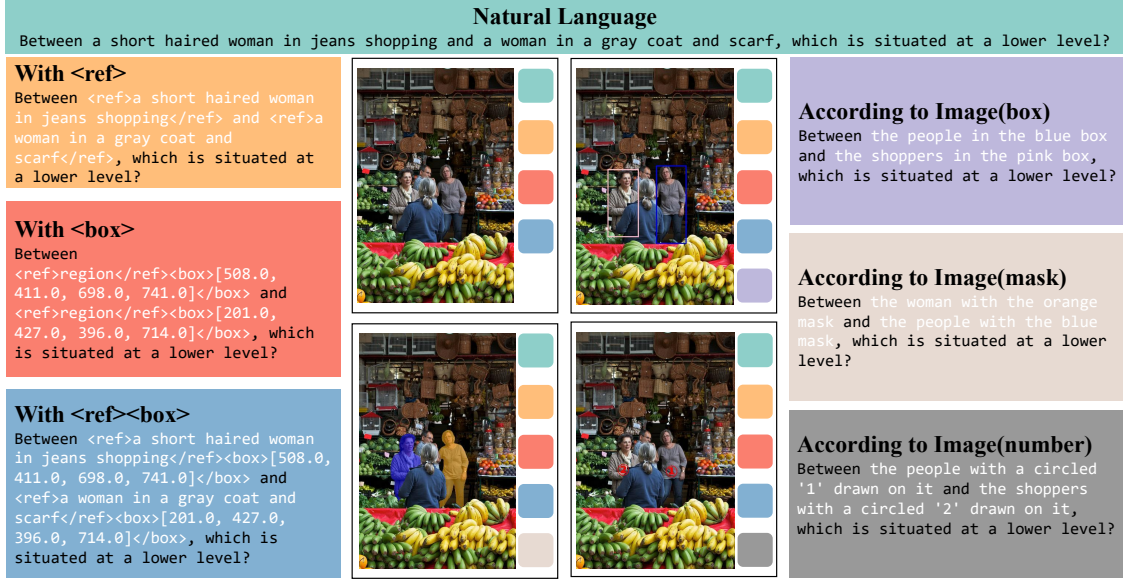 Natural Language
Between a short haired woman in jeans shopping and a woman in a gray coat and scarf, which is situated at a lower level?
With <ref>
Between <ref>a short haired woman
in jeans shopping</ref> and <ref>a
woman in a gray coat and
scarf</ref>, which is situated at
a lower level?
With <box>
Between
<ref>region</ref><box>[508.0,
411.0, 698.0, 741.0]</box> and
<ref>region</ref><box>[201.0,
427.0, 396.0, 714.0]</box>, which
is situated at a lower level?
With <ref><box>
Between <ref>a short haired woman
in jeans shopping</ref><box>[508.0,
411.0, 698.0, 741.0]</box> and
<ref>a woman in a gray coat and
scarf</ref><box>[201.0, 427.0,
396.0, 714.0]</box>, which is
situated at a lower level?
According to Image(box)
Between the people in the blue box
and the shoppers in the pink box,
which is situated at a lower level?
According to Image(mask)
Between the woman with the orange
mask and the people with the blue
mask, which is situated at a lower
level?
According to Image(number)
Between the people with a circled
'1' drawn on it and the shoppers
with a circled '2' drawn on it,
which is situated at a lower level?